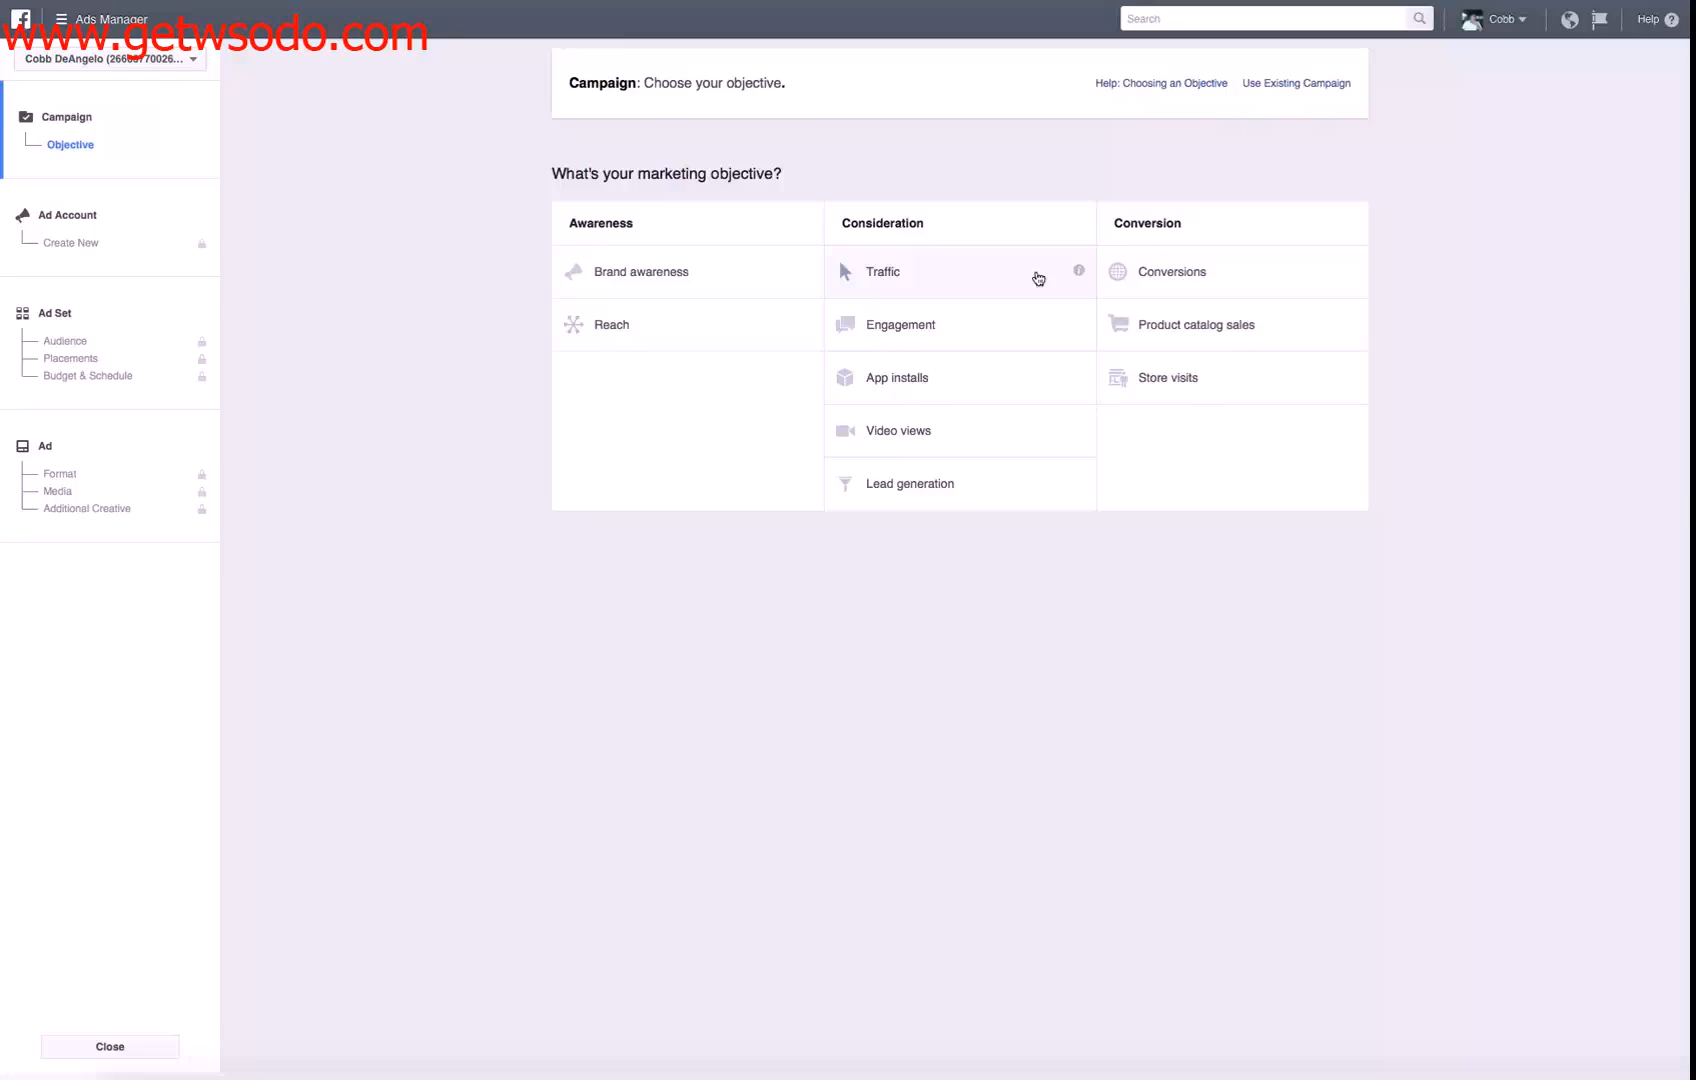 Ads Manager
Search
Cobb
Help
www.getwsodo.com
Campaign
Objective
Ad Account
Create New
Ad Set
Audience
Placements
Budget & Schedule
Ad
Format
Media
Additional Creative
Close
Campaign: Choose your objective.
Help: Choosing an Objective
Use Existing Campaign
What's your marketing objective?
Awareness
Consideration
Conversion
Brand awareness
Traffic
Conversions
Reach
Engagement
Product catalog sales
App installs
Store visits
Video views
Lead generation